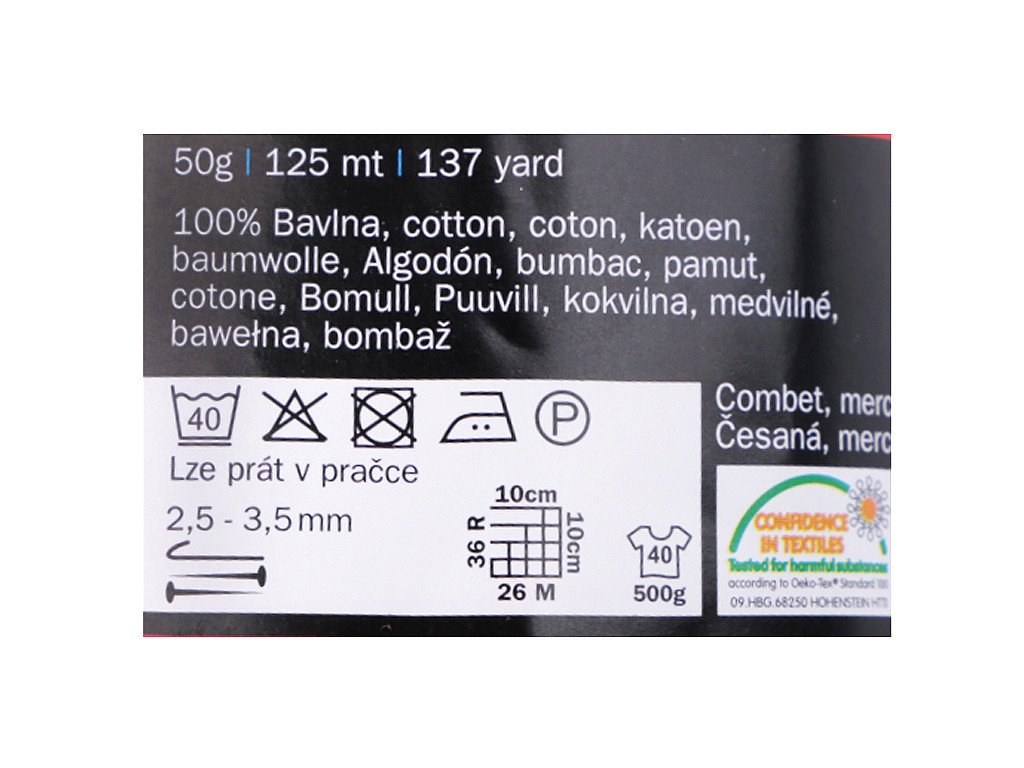 50g | 125 mt | 137 yard
100% Bavlna, cotton, coton, katoen,
baumwolle, Algodón, bumbac, pamut,
cotone, Bomull, Puuvill, kokvilna, medvilné,
bawełna, bombaž
40
P
Lze prát v pračce
2,5 - 3,5 mm
10cm
36 R
10cm
26 M
40
500g
Combet, merc
Česaná, merc
CONFIDENCE
IN TEXTILES
Tested for harmful substances
according to Oeko-Tex® Standard 100
09.HBG.68250 HOHENSTEIN HTTI